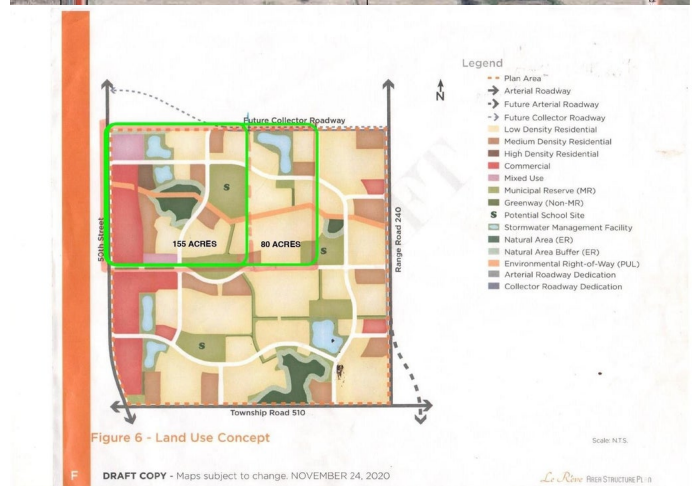 Legend
Plan Area
Arterial Roadway
Future Arterial Roadway
Future Collector Roadway
Low Density Residential
Medium Density Residential
High Density Residential
Commercial
Mixed Use
Municipal Reserve (MR)
Greenway (Non-MR)
S Potential School Site
Stormwater Management Facility
Natural Area (ER)
Natural Area Buffer (ER)
Environmental Right-of-Way (PUL)
Arterial Roadway Dedication
Collector Roadway Dedication
N
Future Collector Roadway
50th Street
Range Road 240
S
155 ACRES
80 ACRES
S
S
Township Road 510
Figure 6 - Land Use Concept
Scale: N.T.S.
F
DRAFT COPY - Maps subject to change. NOVEMBER 24, 2020
Le Rêve AREA STRUCTURE